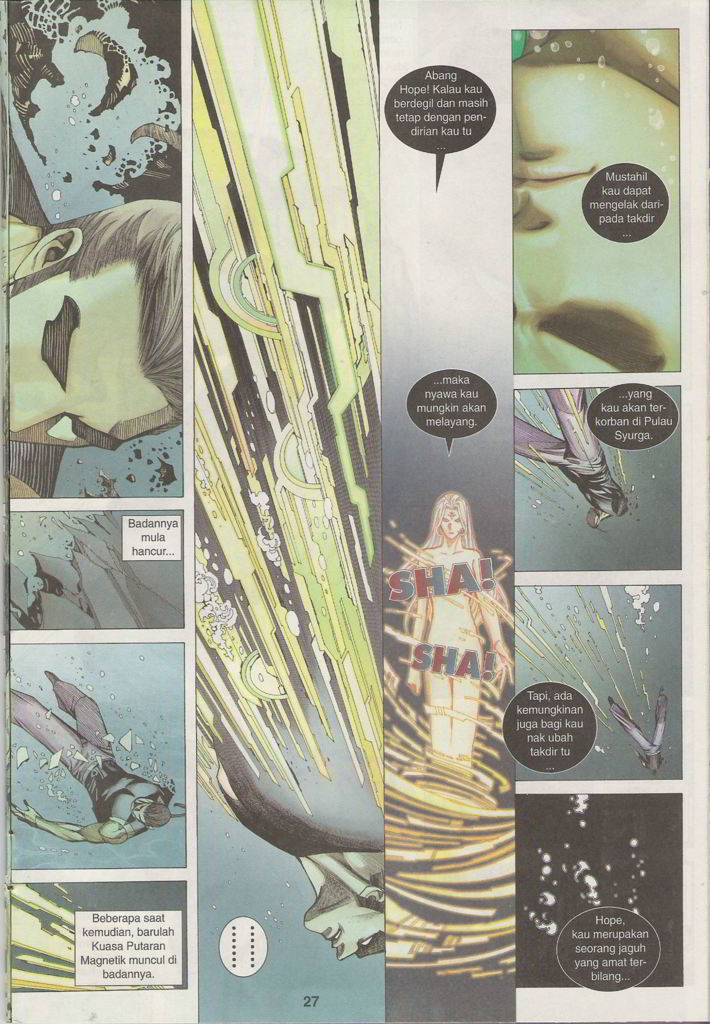 Mustahil
kau dapat
mengelak dari-
pada takdir
...
...yang
kau akan ter-
korban di Pulau
Syurga.
Tapi, ada
kemungkinan
juga bagi kau
nak ubah
takdir tu
...
Hope,
kau merupakan
seorang jaguh
yang amat ter-
bilang...
Abang
Hope! Kalau kau
berdegil dan masih
tetap dengan pen-
dirian kau tu
...
...maka
nyawa kau
mungkin akan
melayang.
SHA!
SHA!
Badannya
mula
hancur...
Beberapa saat
kemudian, barulah
Kuasa Putaran
Magnetik muncul di
badannya.
27